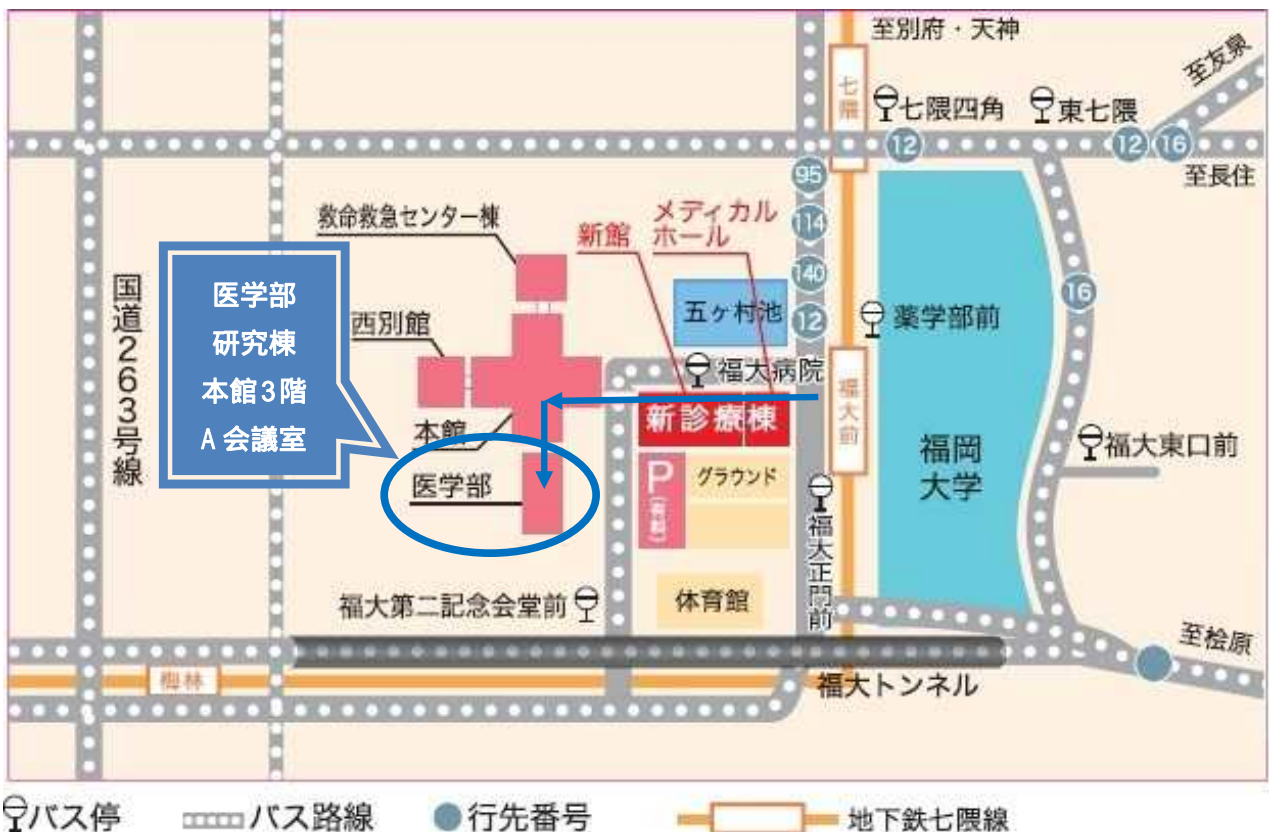 至別府・天神
至友泉
七隈
七隈四角
東七隈
12
12
16
至長住
95
救命救急センター棟
新館
メディカル
ホール
114
140
16
国道263号線
医学部
研究棟
本館3階
A 会議室
西別館
五ヶ村池
12
薬学部前
福大病院
福大前
新診療棟
本館
福岡
大学
福大東口前
医学部
P
(有料)
グラウンド
福大正門前
体育館
福大第二記念会堂前
至桧原
梅林
福大トンネル
バス停
バス路線
行先番号
地下鉄七隈線